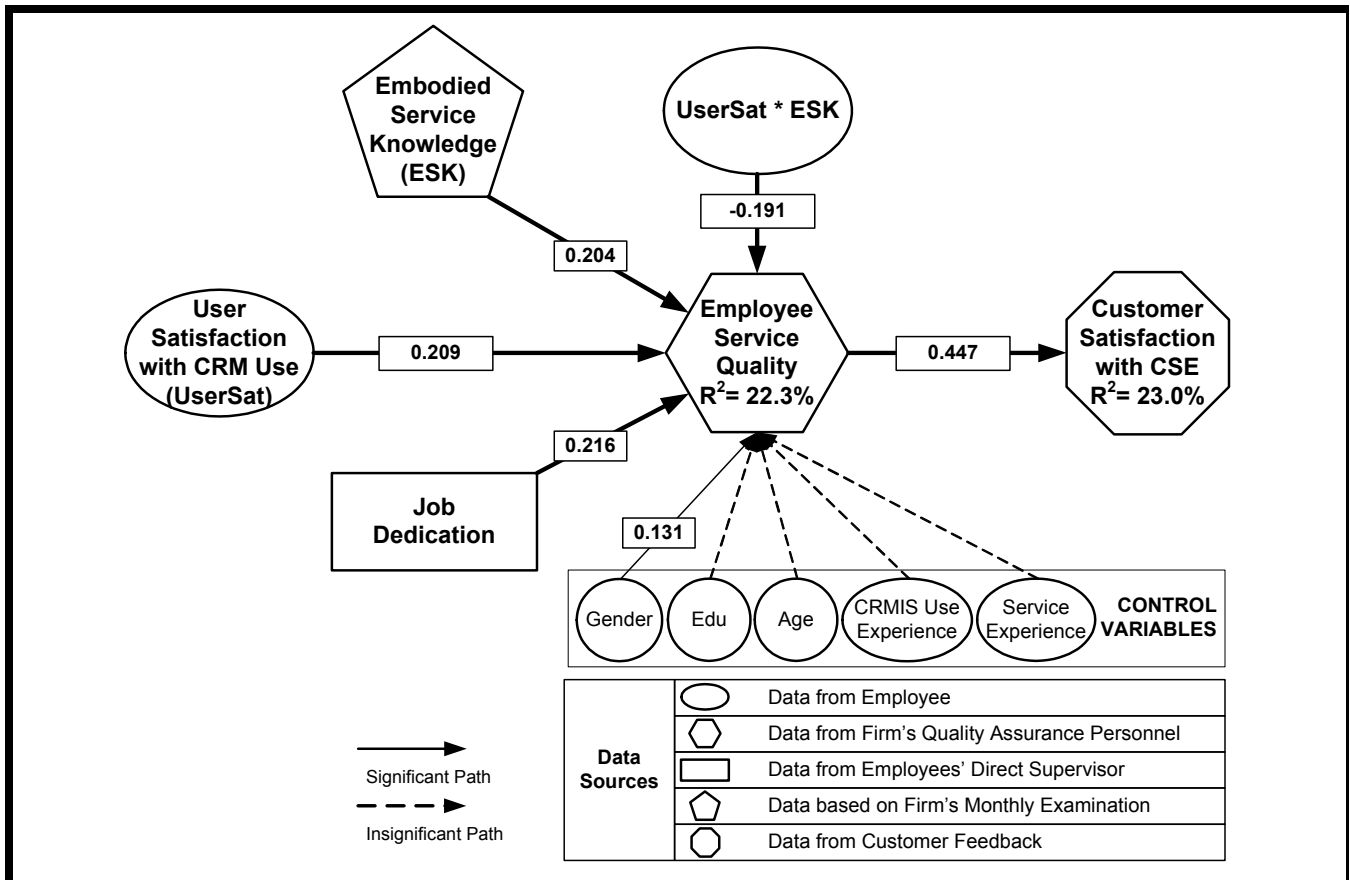 Embodied
Service
Knowledge
(ESK)
UserSat * ESK
-0.191
0.204
User
Satisfaction
with CRM Use
(UserSat)
0.209
Employee
Service
Quality
R²= 22.3%
0.447
Customer
Satisfaction
with CSE
R²= 23.0%
0.216
Job
Dedication
0.131
Gender
Edu
Age
CRMIS Use
Experience
Service
Experience
CONTROL
VARIABLES
Significant Path
Insignificant Path
Data
Sources
Data from Employee
Data from Firm's Quality Assurance Personnel
Data from Employees' Direct Supervisor
Data based on Firm's Monthly Examination
Data from Customer Feedback